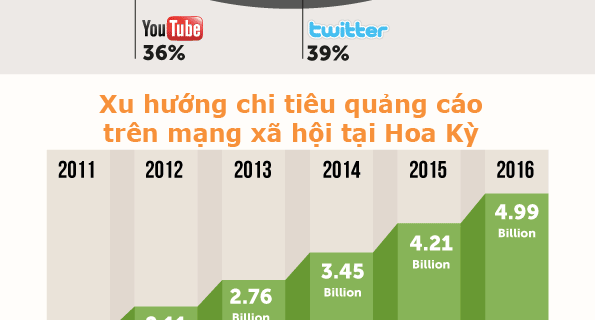 YouTube
twitter
36%
39%
Xu hướng chi tiêu quảng cáo
trên mạng xã hội tại Hoa Kỳ
2011 2012 2013 2014 2015 2016
4.99
Billion
4.21
Billion
3.45
Billion
2.76
Billion